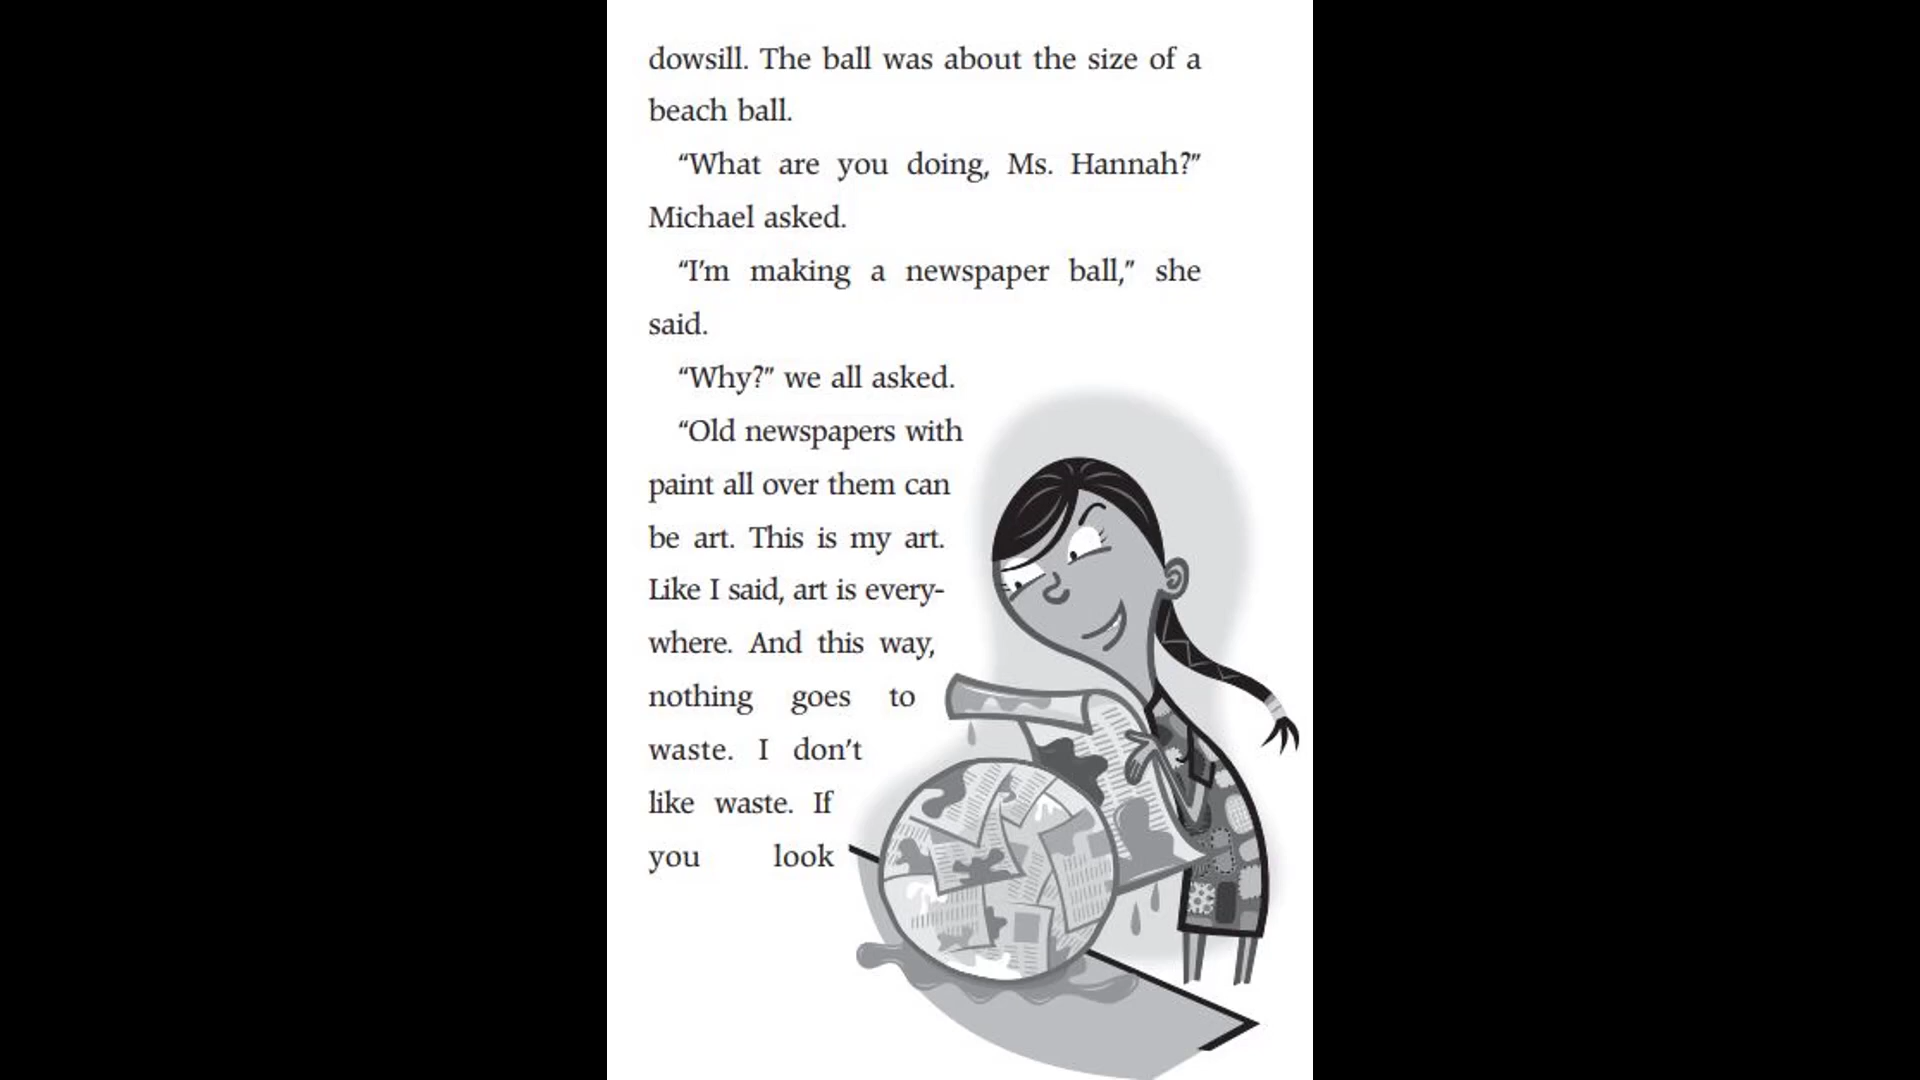 dowsill. The ball was about the size of a
beach ball.
“What are you doing, Ms. Hannah?”
Michael asked.
“I’m making a newspaper ball,” she
said.
“Why?” we all asked.
“Old newspapers with
paint all over them can
be art. This is my art.
Like I said, art is every-
where. And this way,
nothing goes to
waste. I don’t
like waste. If
you look